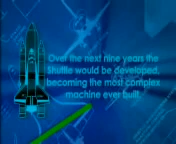 Over the next nine years the
Shuttle would be developed,
becoming the most complex
machine ever built.